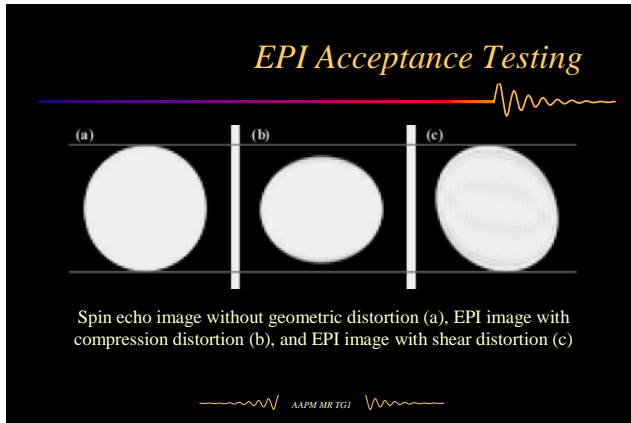 EPI Acceptance Testing
(a) (b) (c)
Spin echo image without geometric distortion (a), EPI image with
compression distortion (b), and EPI image with shear distortion (c)
AAPM MR TG1